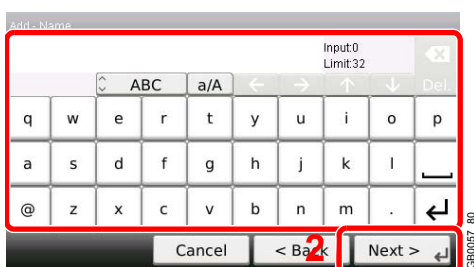 Add - Name
Input:0
Limit:32
ABC a/A Del.
q w e r t y u i o p
a s d f g h j k l
@ z x c v b n m .
Cancel < Back Next >
2
GB0057_80